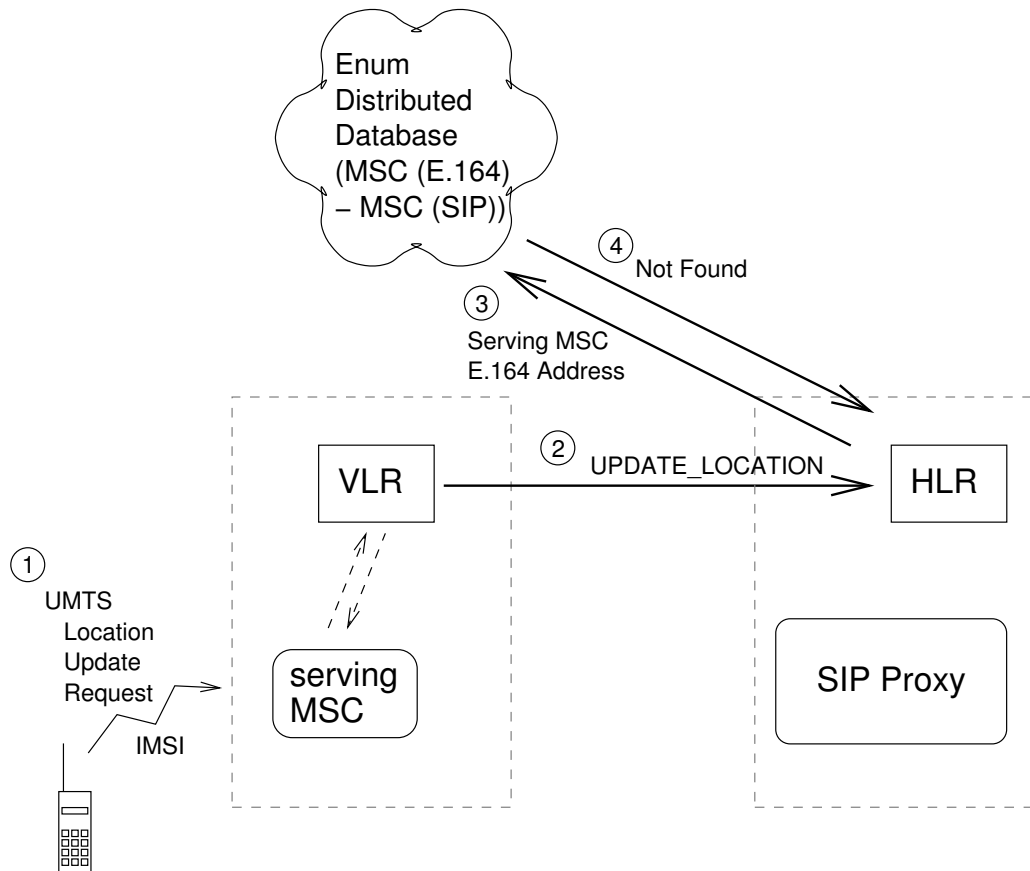 Enum
Distributed
Database
(MSC (E.164)
– MSC (SIP))
4
Not Found
3
Serving MSC
E.164 Address
2
UPDATE_LOCATION
VLR
HLR
1
UMTS
Location
Update
Request
IMSI
serving
MSC
SIP Proxy